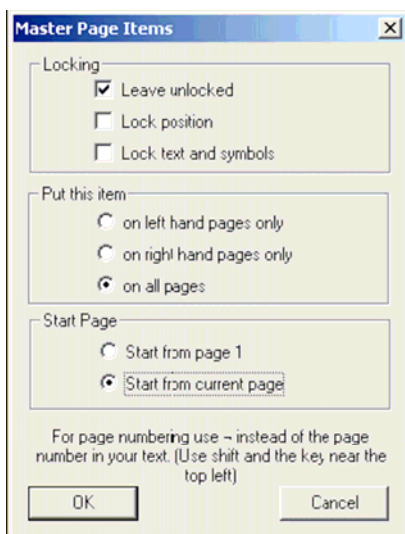 Master Page Items
Locking
Leave unlocked
Lock position
Lock text and symbols
Put this item
on left hand pages only
on right hand pages only
on all pages
Start Page
Start from page 1
Start from current page
For page numbering use ¬ instead of the page
number in your text. (Use shift and the key near the
top left)
OK Cancel